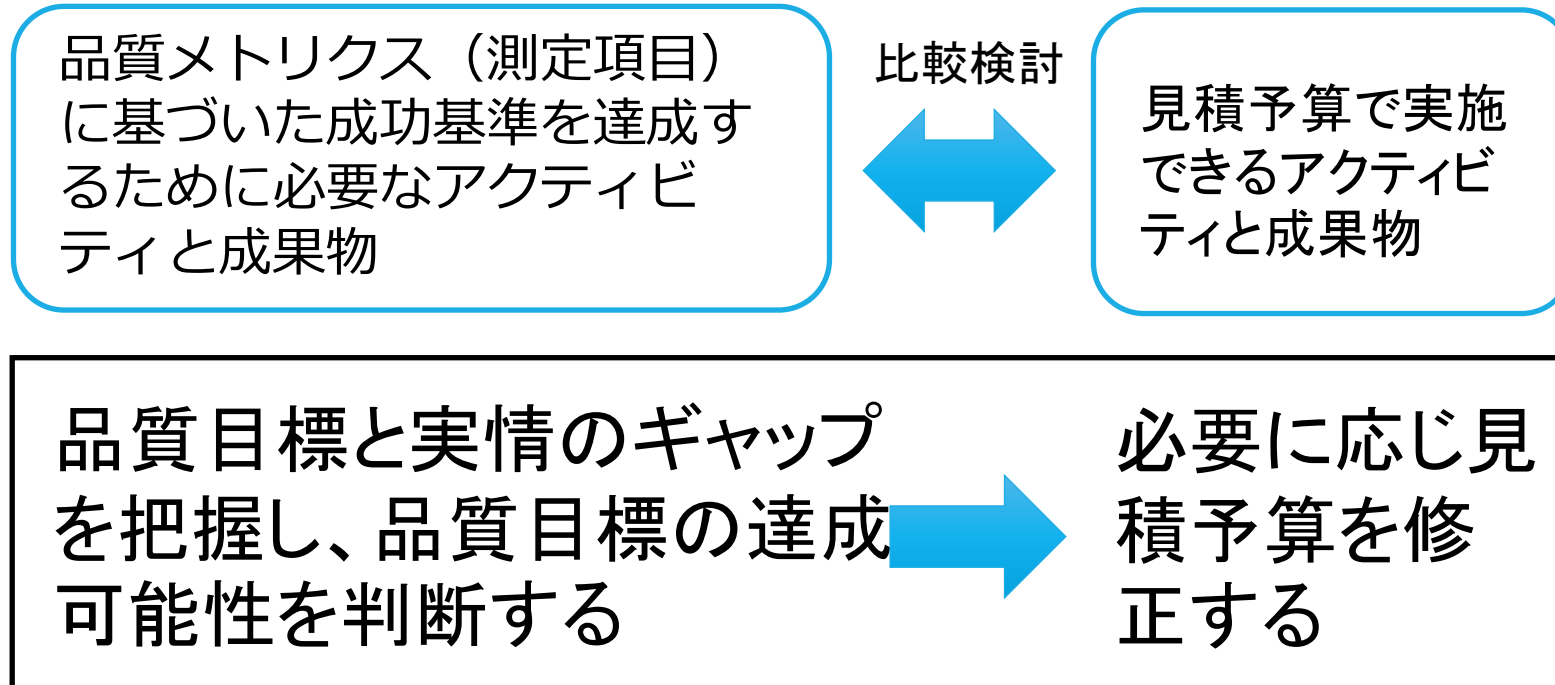 品質メトリクス（測定項目）
に基づいた成功基準を達成す
るために必要なアクティビ
ティと成果物
比較検討
見積予算で実施
できるアクティビ
ティと成果物
品質目標と実情のギャップ
を把握し、品質目標の達成
可能性を判断する
必要に応じ見
積予算を修
正する